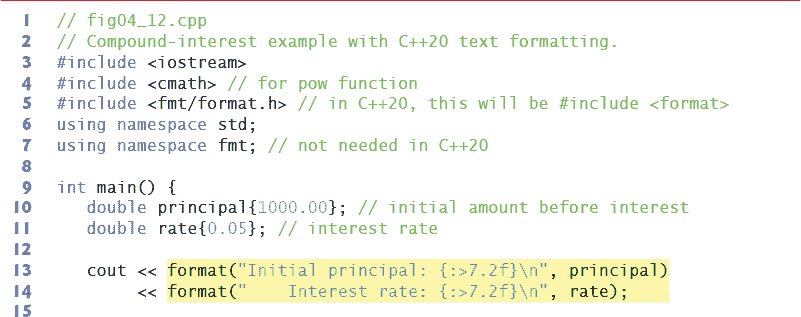 1 // fig04_12.cpp
2 // Compound-interest example with C++20 text formatting.
3 #include <iostream>
4 #include <cmath> // for pow function
5 #include <fmt/format.h> // in C++20, this will be #include <format>
6 using namespace std;
7 using namespace fmt; // not needed in C++20
8
9 int main() {
10 double principal{1000.00}; // initial amount before interest
11 double rate{0.05}; // interest rate
12
13 cout << format("Initial principal: {:>7.2f}\n", principal)
14 << format("    Interest rate: {:>7.2f}\n", rate);
15